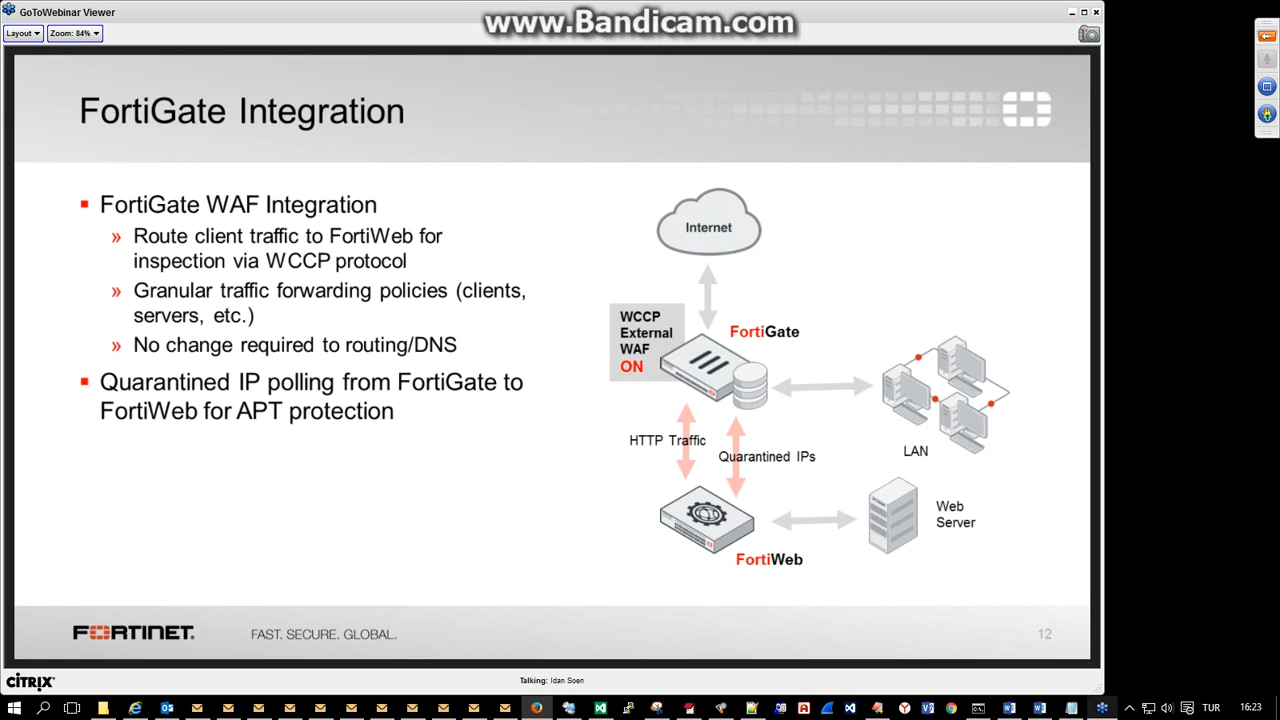 GoToWebinar Viewer
www.Bandicam.com
Layout
Zoom: 84%
FortiGate Integration
FortiGate WAF Integration
» Route client traffic to FortiWeb for
inspection via WCCP protocol
» Granular traffic forwarding policies (clients,
servers, etc.)
» No change required to routing/DNS
Quarantined IP polling from FortiGate to
FortiWeb for APT protection
Internet
WCCP
External
WAF
ON
FortiGate
HTTP Traffic
Quarantined IPs
LAN
Web
Server
FortiWeb
FORTINET.
FAST. SECURE. GLOBAL.
12
CITRIX
Talking: Idan Soen
TUR
16:23